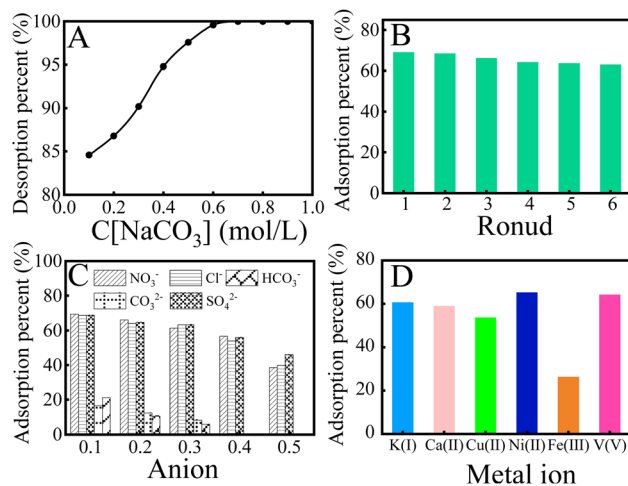 A
Desorption percent (%)
100
95
90
85
80
0.0 0.2 0.4 0.6 0.8 1.0
C[NaCO₃] (mol/L)
B
Adsorption percent (%)
80
60
40
20
0
1 2 3 4 5 6
Ronud
C
Adsorption percent (%)
NO₃⁻ Cl⁻ HCO₃⁻
CO₃²⁻ SO₄²⁻
100
80
60
40
20
0
0.1 0.2 0.3 0.4 0.5
Anion
D
Adsorption percent (%)
80
60
40
20
0
K(I) Ca(II) Cu(II) Ni(II) Fe(III) V(V)
Metal ion